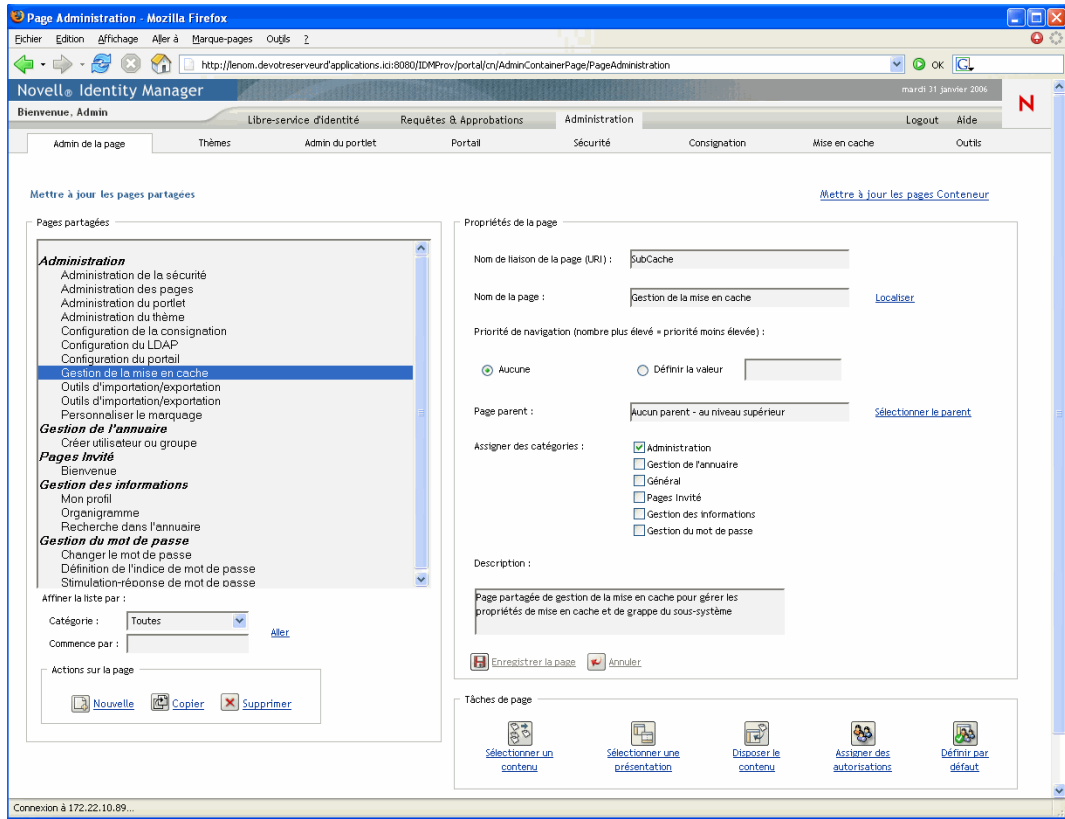 Page Administration - Mozilla Firefox
Fichier Edition Affichage Aller à Marque-pages Outils ?
http://lenom.devotreserveurd'applications.ici:8080/IDMProv/portal/cn/AdminContainerPage/PageAdministration
OK
G
Novell® Identity Manager
mardi 31 janvier 2006
N
Bienvenue, Admin
Libre-service d'identité Requêtes & Approbations Administration Logout Aide
Admin de la page Thèmes Admin du portlet Portail Sécurité Consignation Mise en cache Outils
Mettre à jour les pages partagées
Mettre à jour les pages Conteneur
Pages partagées
Administration
Administration de la sécurité
Administration des pages
Administration du portlet
Administration du thème
Configuration de la consignation
Configuration du LDAP
Configuration du portail
Gestion de la mise en cache
Outils d'importation/exportation
Outils d'importation/exportation
Personnaliser le marquage
Gestion de l'annuaire
Créer utilisateur ou groupe
Pages Invité
Bienvenue
Gestion des informations
Mon profil
Organigramme
Recherche dans l'annuaire
Gestion du mot de passe
Changer le mot de passe
Définition de l'indice de mot de passe
Stimulation-réponse de mot de passe
Affiner la liste par :
Catégorie : Toutes
Aller
Commence par :
Actions sur la page
Nouvelle Copier Supprimer
Propriétés de la page
Nom de liaison de la page (URI) : SubCache
Nom de la page : Gestion de la mise en cache Localiser
Priorité de navigation (nombre plus élevé = priorité moins élevée) :
Aucune Définir la valeur
Page parent : Aucun parent - au niveau supérieur Sélectionner le parent
Assigner des catégories : Administration
Gestion de l'annuaire
Général
Pages Invité
Gestion des informations
Gestion du mot de passe
Description :
Page partagée de gestion de la mise en cache pour gérer les
propriétés de mise en cache et de grappe du sous-système
Enregistrer la page Annuler
Tâches de page
Sélectionner un contenu
Sélectionner une présentation
Disposer le contenu
Assigner des autorisations
Définir par défaut
Connexion à 172.22.10.89...